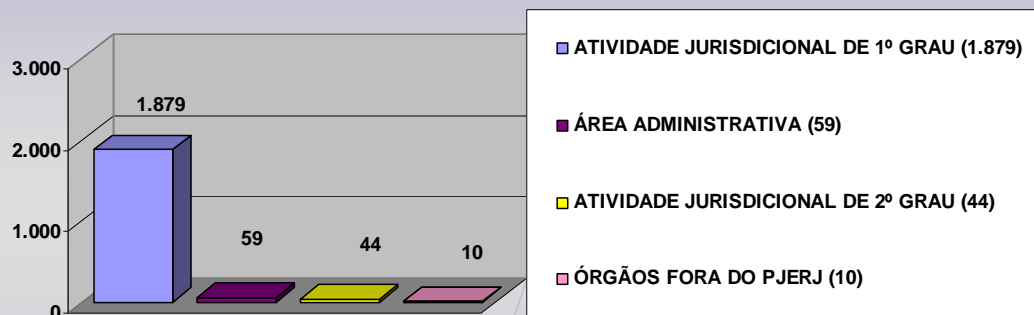 3.000
2.000
1.000
0
1.879
59
44
10
ATIVIDADE JURISDICIONAL DE 1º GRAU (1.879)
ÁREA ADMINISTRATIVA (59)
ATIVIDADE JURISDICIONAL DE 2º GRAU (44)
ÓRGÃOS FORA DO PJERJ (10)